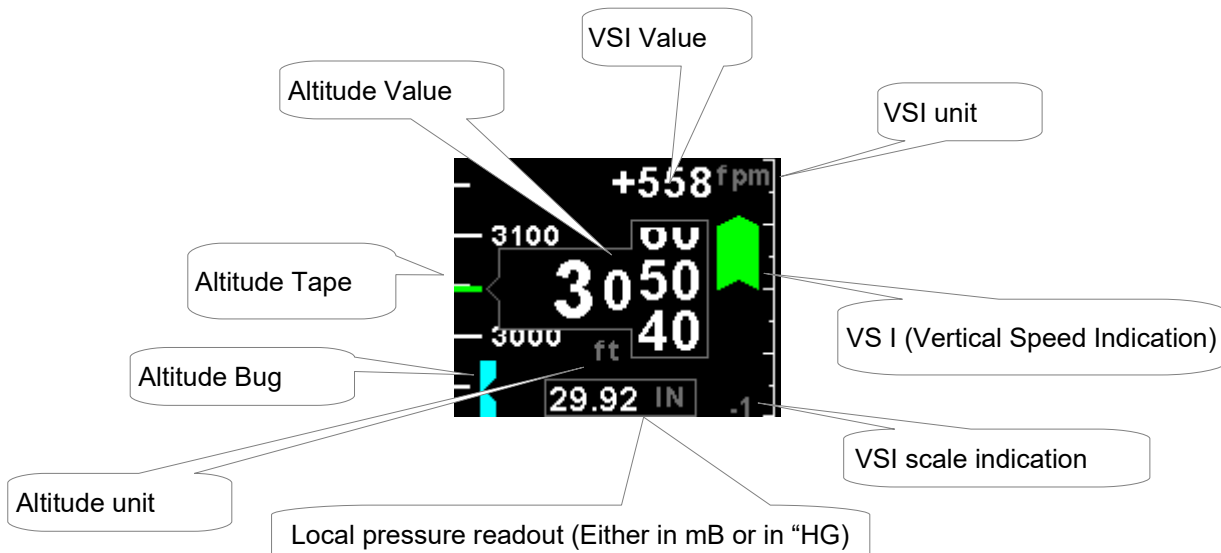 VSI Value
Altitude Value
VSI unit
+558 fpm
3100
60
Altitude Tape
30 50
VS I (Vertical Speed Indication)
3000
ft
40
Altitude Bug
29.92 IN
-1
VSI scale indication
Altitude unit
Local pressure readout (Either in mB or in “HG)